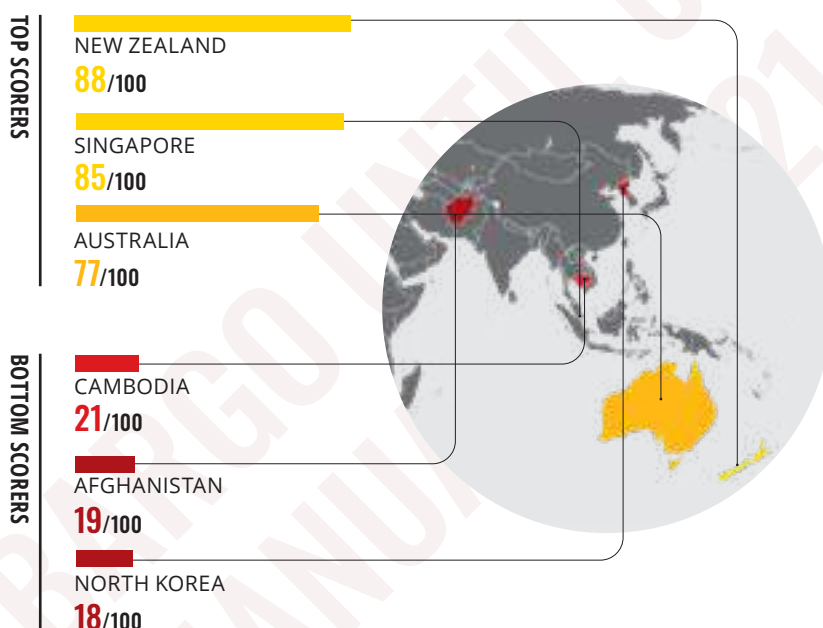 TOP SCORERS
NEW ZEALAND
88/100
SINGAPORE
85/100
AUSTRALIA
77/100
BOTTOM SCORERS
CAMBODIA
21/100
AFGHANISTAN
19/100
NORTH KOREA
18/100